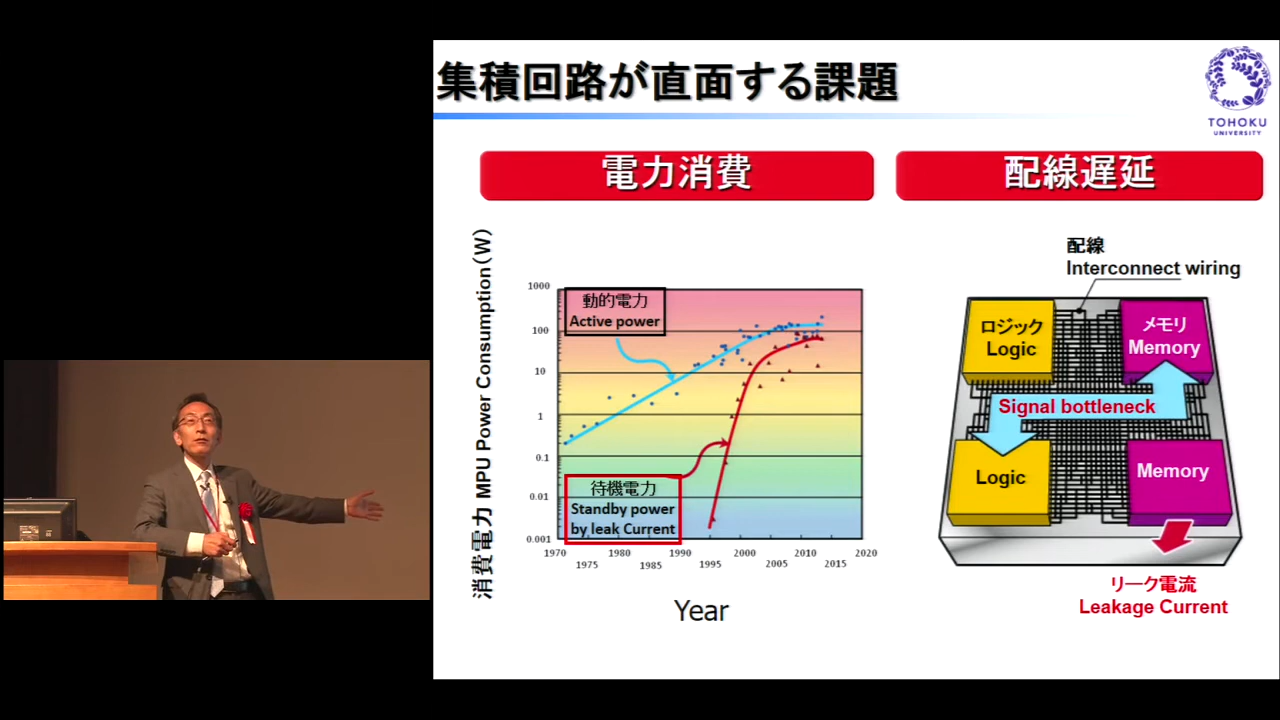 集積回路が直面する課題
TOHOKU
UNIVERSITY
電力消費
配線遅延
消費電力 MPU Power Consumption(W)
1000
100
10
1
0.1
0.01
0.001
動的電力
Active power
待機電力
Standby power
by leak Current
1970
1975
1980
1985
1990
1995
2000
2005
2010
2015
2020
Year
配線
Interconnect wiring
ロジック
Logic
メモリ
Memory
Signal bottleneck
Logic
Memory
リーク電流
Leakage Current